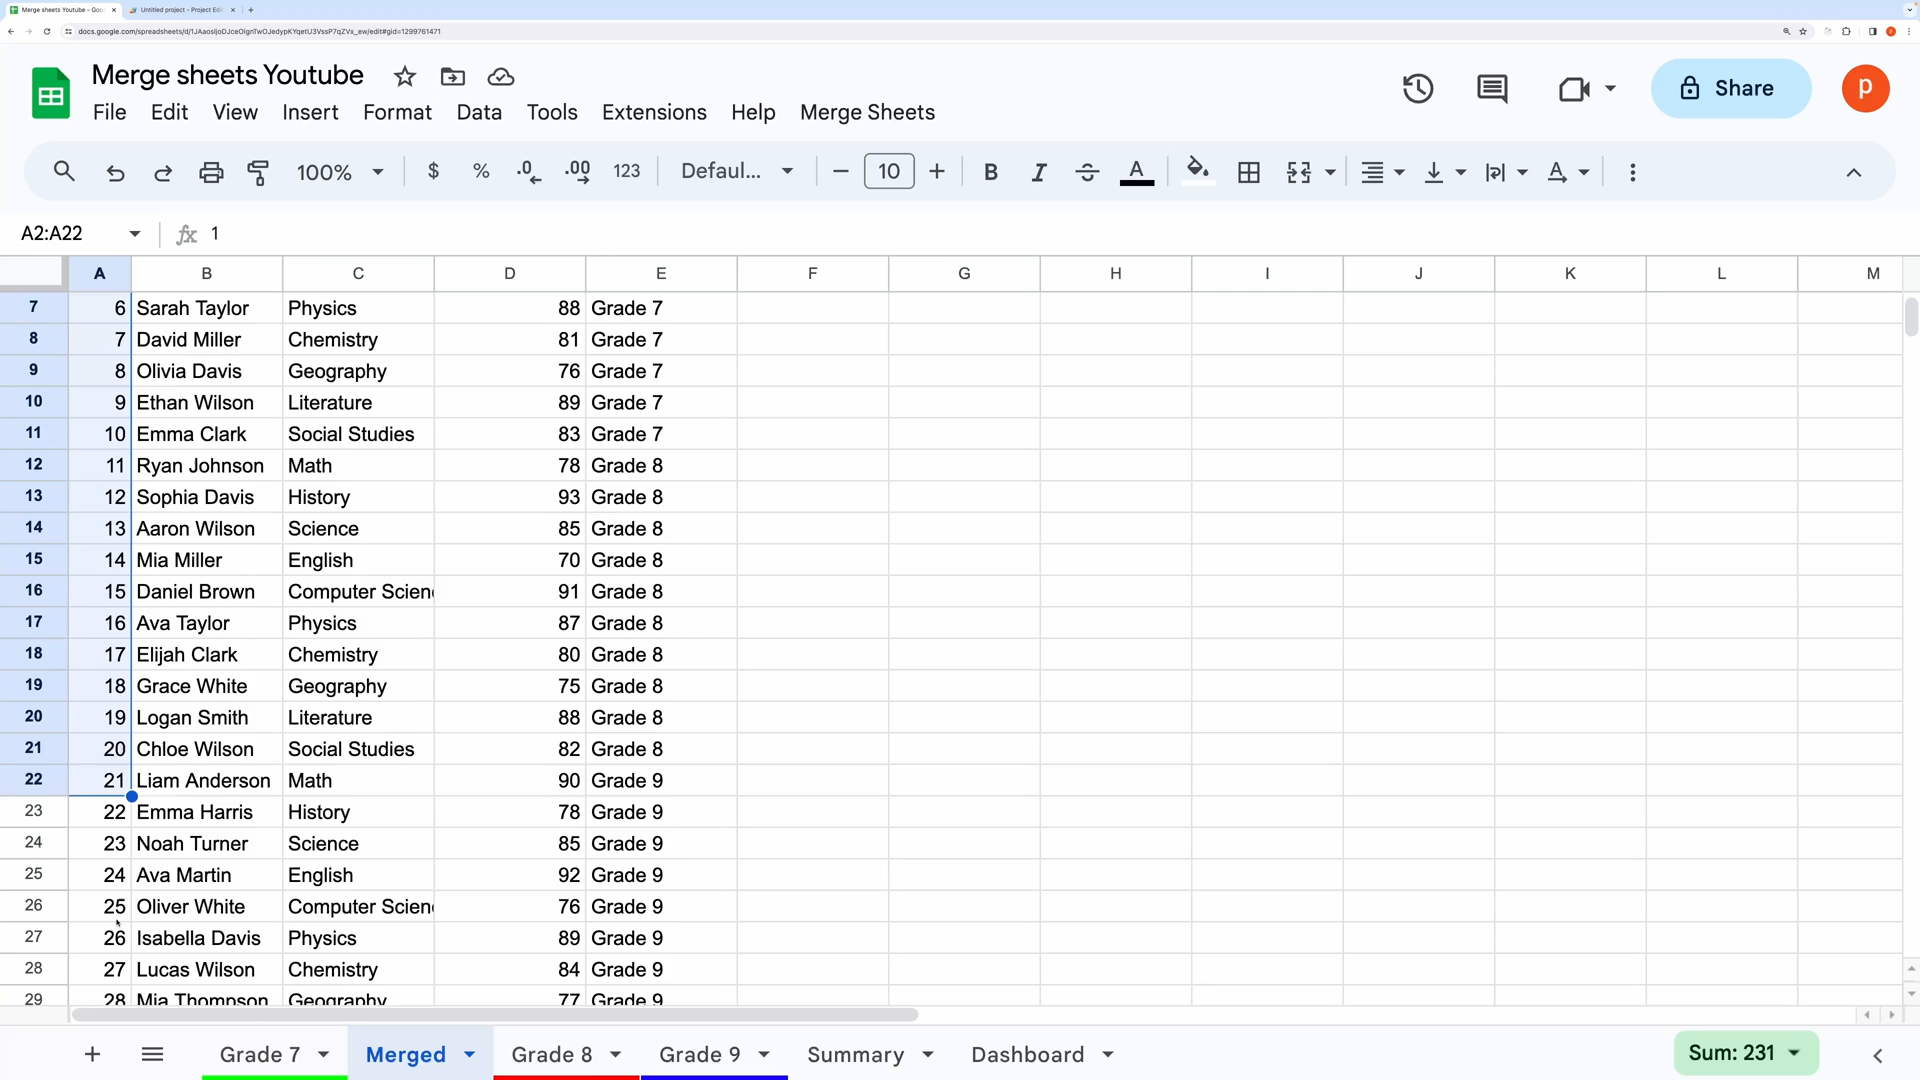 Merge sheets Youtube - Goo
Untitled project - Project Edi
docs.google.com/spreadsheets/d/
/edit#gid=1299761471
Merge sheets Youtube
File Edit View Insert Format Data Tools Extensions Help Merge Sheets
Share
p
100% $ % .0 .00 123 Defaul... 10 B I A
A2:A22 fx 1
A B C D E F G H I J K L M
7 6 Sarah Taylor Physics 88 Grade 7
8 7 David Miller Chemistry 81 Grade 7
9 8 Olivia Davis Geography 76 Grade 7
10 9 Ethan Wilson Literature 89 Grade 7
11 10 Emma Clark Social Studies 83 Grade 7
12 11 Ryan Johnson Math 78 Grade 8
13 12 Sophia Davis History 93 Grade 8
14 13 Aaron Wilson Science 85 Grade 8
15 14 Mia Miller English 70 Grade 8
16 15 Daniel Brown Computer Scien 91 Grade 8
17 16 Ava Taylor Physics 87 Grade 8
18 17 Elijah Clark Chemistry 80 Grade 8
19 18 Grace White Geography 75 Grade 8
20 19 Logan Smith Literature 88 Grade 8
21 20 Chloe Wilson Social Studies 82 Grade 8
22 21 Liam Anderson Math 90 Grade 9
23 22 Emma Harris History 78 Grade 9
24 23 Noah Turner Science 85 Grade 9
25 24 Ava Martin English 92 Grade 9
26 25 Oliver White Computer Scien 76 Grade 9
27 26 Isabella Davis Physics 89 Grade 9
28 27 Lucas Wilson Chemistry 84 Grade 9
29 28 Mia Thompson Geography 77 Grade 9
Grade 7 Merged Grade 8 Grade 9 Summary Dashboard Sum: 231